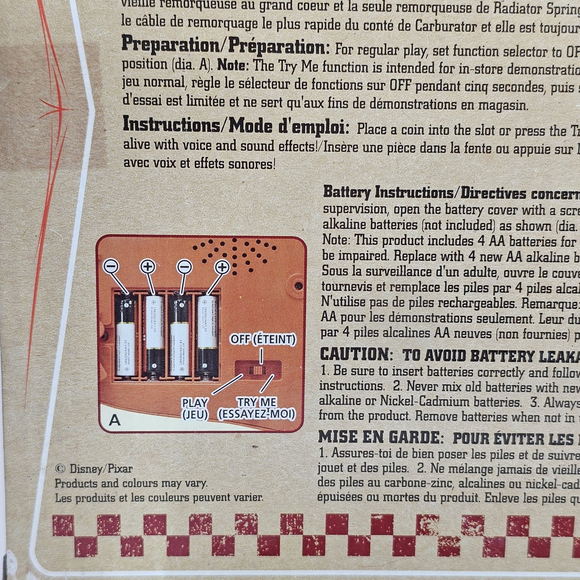 vieille remorqueuse au grand coeur et la seule remorqueuse de Radiator Spring
le câble de remorquage le plus rapide du conté de Carburator et elle est toujour
Preparation/Préparation: For regular play, set function selector to OF
position (dia. A). Note: The Try Me function is intended for in-store demonstratio
jeu normal, règle le sélecteur de fonctions sur OFF pendant cinq secondes, puis s
d'essai est limitée et ne sert qu'aux fins de démonstrations en magasin.
Instructions/Mode d'emploi: Place a coin into the slot or press the T
alive with voice and sound effects!/Insère une pièce dans la fente ou appuie sur l
avec voix et effets sonores!
Battery Instructions/Directives concern
supervision, open the battery cover with a scre
alkaline batteries (not included) as shown (dia.
Note: This product includes 4 AA batteries for
be impaired. Replace with 4 new AA alkaline b
Sous la surveillance d'un adulte, ouvre le couve
tournevis et remplace les piles par 4 piles alcal
N'utilise pas de piles rechargeables. Remarque:
AA pour les démonstrations seulement. Leur du
par 4 piles alcalines AA neuves (non fournies) p
CAUTION: TO AVOID BATTERY LEAKA
1. Be sure to insert batteries correctly and follow
instructions. 2. Never mix old batteries with new
alkaline or Nickel-Cadmium batteries. 3. Always
from the product. Remove batteries when not in
MISE EN GARDE: POUR ÉVITER LES
1. Assures-toi de bien poser les piles et de suivre
jouet et des piles. 2. Ne mélange jamais de vieille
des piles au carbone-zinc, alcalines ou nickel-cad
épuisées ou mortes du produit. Enleve les piles qu
- + - +
OFF (ÉTEINT)
PLAY
(JEU)
TRY ME
(ESSAYEZ-MOI)
A
© Disney/Pixar
Products and colours may vary.
Les produits et les couleurs peuvent varier.